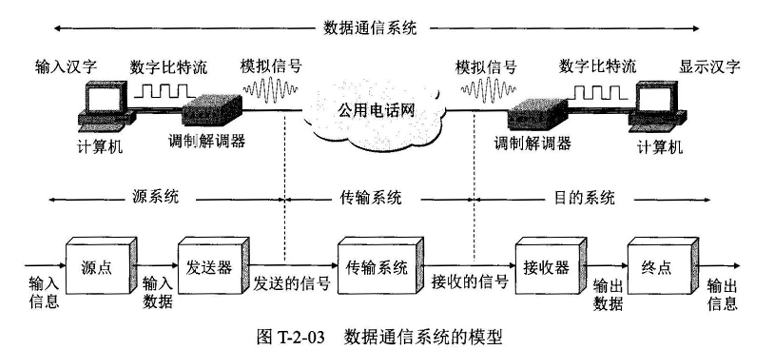 数据通信系统
输入汉字 数字比特流 模拟信号 模拟信号 数字比特流 显示汉字
公用电话网
计算机 调制解调器 调制解调器 计算机
源系统 传输系统 目的系统
源点 发送器 传输系统 接收器 终点
输入信息 输入数据 发送的信号 接收的信号 输出数据 输出信息
图 T-2-03 数据通信系统的模型